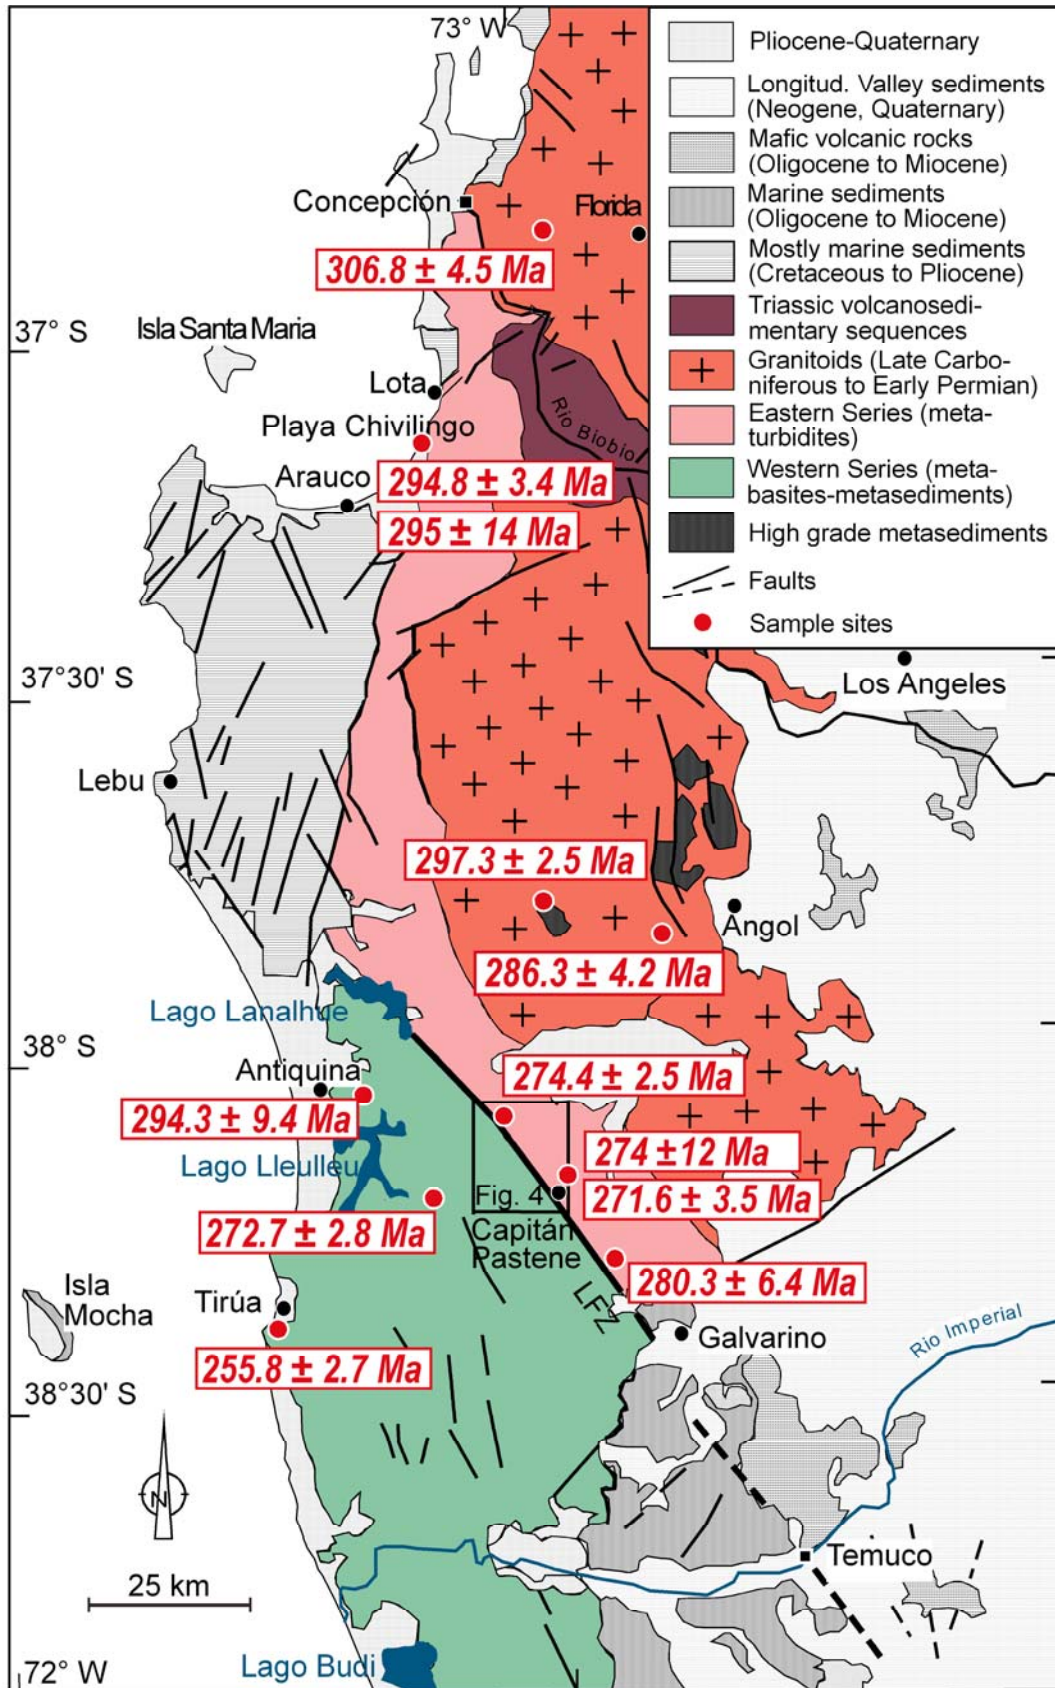 73° W
Pliocene-Quaternary
Longitud. Valley sediments
(Neogene, Quaternary)
Mafic volcanic rocks
(Oligocene to Miocene)
Marine sediments
(Oligocene to Miocene)
Mostly marine sediments
(Cretaceous to Pliocene)
Triassic volcanosedi-
mentary sequences
Granitoids (Late Carbo-
niferous to Early Permian)
Eastern Series (meta-
turbidites)
Western Series (meta-
basites-metasediments)
High grade metasediments
Faults
Sample sites
Concepción
Florida
306.8 ± 4.5 Ma
37° S
Isla Santa Maria
Lota
Rio Biobio
Playa Chivilingo
Arauco
294.8 ± 3.4 Ma
295 ± 14 Ma
37°30' S
Los Angeles
Lebu
297.3 ± 2.5 Ma
Angol
286.3 ± 4.2 Ma
Lago Lanalhue
38° S
Antiquina
274.4 ± 2.5 Ma
294.3 ± 9.4 Ma
274 ±12 Ma
Lago Lleulleu
Fig. 4
271.6 ± 3.5 Ma
272.7 ± 2.8 Ma
Capitán
Pastene
280.3 ± 6.4 Ma
Isla
Mocha
Tirúa
LFZ
Galvarino
Rio Imperial
255.8 ± 2.7 Ma
38°30' S
N
25 km
Temuco
72° W
Lago Budi